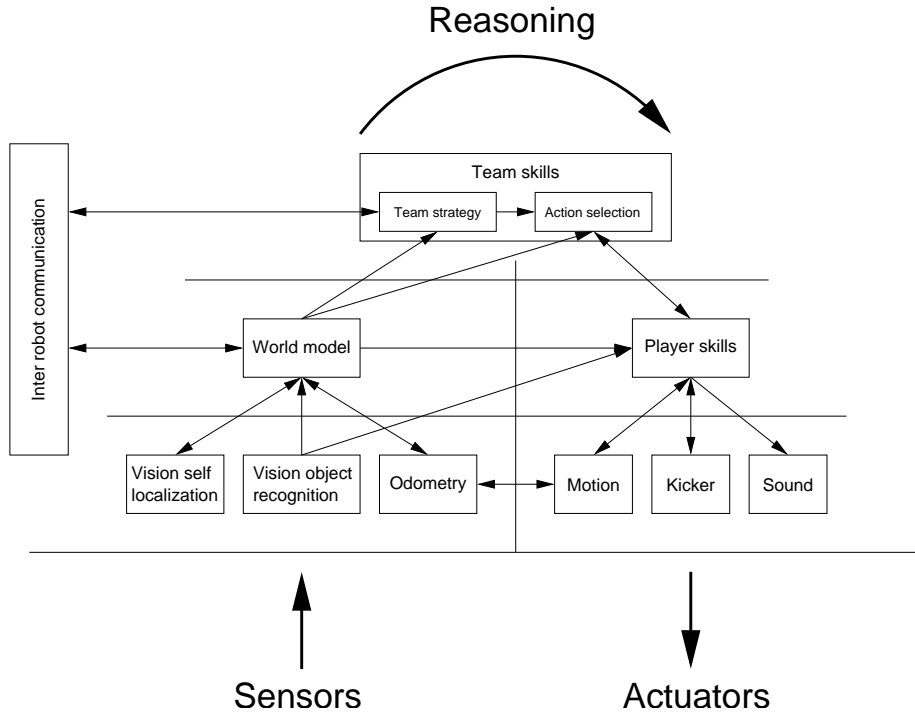 Reasoning
Team skills
Team strategy
Action selection
Inter robot communication
World model
Player skills
Vision self
localization
Vision object
recognition
Odometry
Motion
Kicker
Sound
Sensors
Actuators